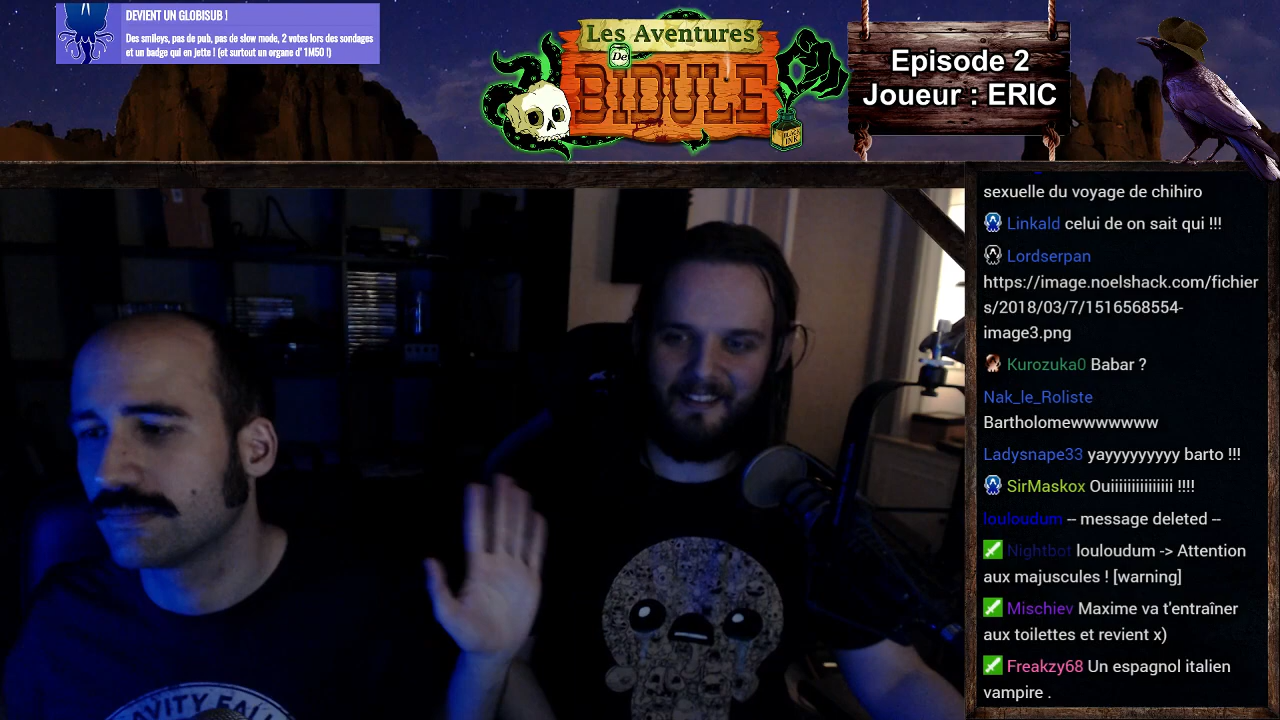 DEVIENT UN GLOBISUB !
Des smileys, pas de pub, pas de slow mode, 2 votes lors des sondages
et un badge qui en jette ! (et surtout un organe d' 1M50 !)
Les Aventures
De
BIDULE
BLACK
INK
Episode 2
Joueur : ERIC
sexuelle du voyage de chihiro
Linkald celui de on sait qui !!!
Lordserpan
https://image.noelshack.com/fichier
s/2018/03/7/1516568554-
image3.png
Kurozuka0 Babar ?
Nak_le_Roliste
Bartholomewwwwwwww
Ladysnape33 yayyyyyyyyy barto !!!
SirMaskox Ouiiiiiiiiiiiiiii !!!!
louloudum -- message deleted --
Nightbot louloudum -> Attention
aux majuscules ! [warning]
Mischiev Maxime va t'entraîner
aux toilettes et revient x)
Freakzy68 Un espagnol italien
vampire .